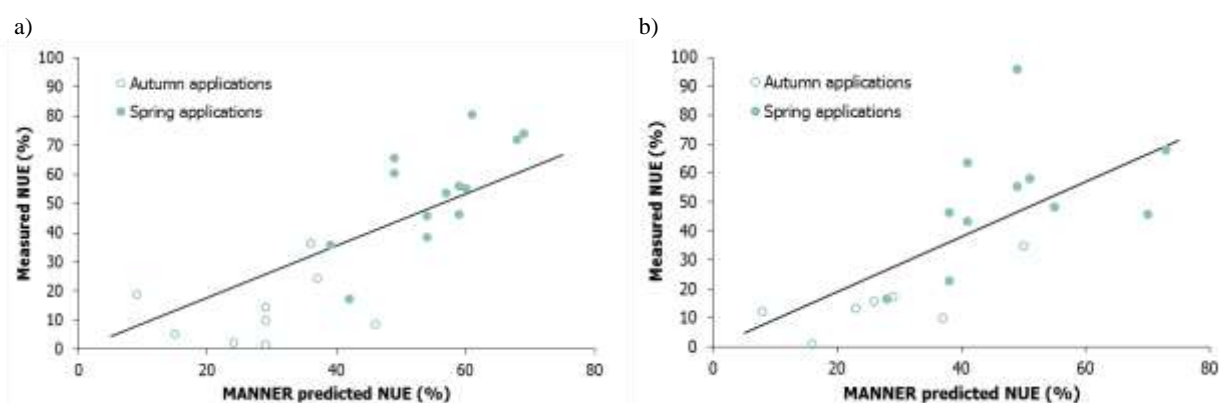 a)
100
90
80
70
60
50
40
30
20
10
0
Measured NUE (%)
Autumn applications
Spring applications
0 20 40 60 80
MANNER predicted NUE (%)
b)
100
90
80
70
60
50
40
30
20
10
0
Measured NUE (%)
Autumn applications
Spring applications
0 20 40 60 80
MANNER predicted NUE (%)